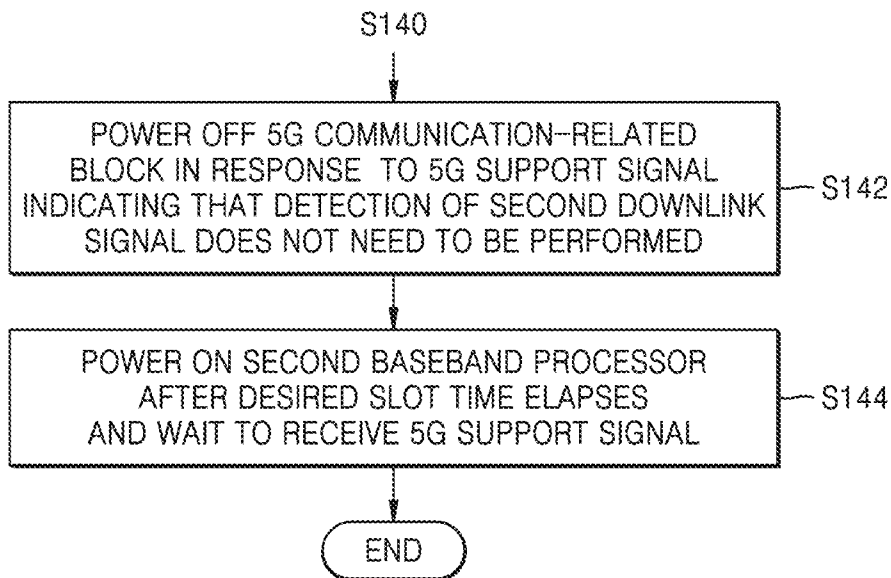 S140
POWER OFF 5G COMMUNICATION-RELATED
BLOCK IN RESPONSE TO 5G SUPPORT SIGNAL
INDICATING THAT DETECTION OF SECOND DOWNLINK
SIGNAL DOES NOT NEED TO BE PERFORMED
S142
POWER ON SECOND BASEBAND PROCESSOR
AFTER DESIRED SLOT TIME ELAPSES
AND WAIT TO RECEIVE 5G SUPPORT SIGNAL
S144
END